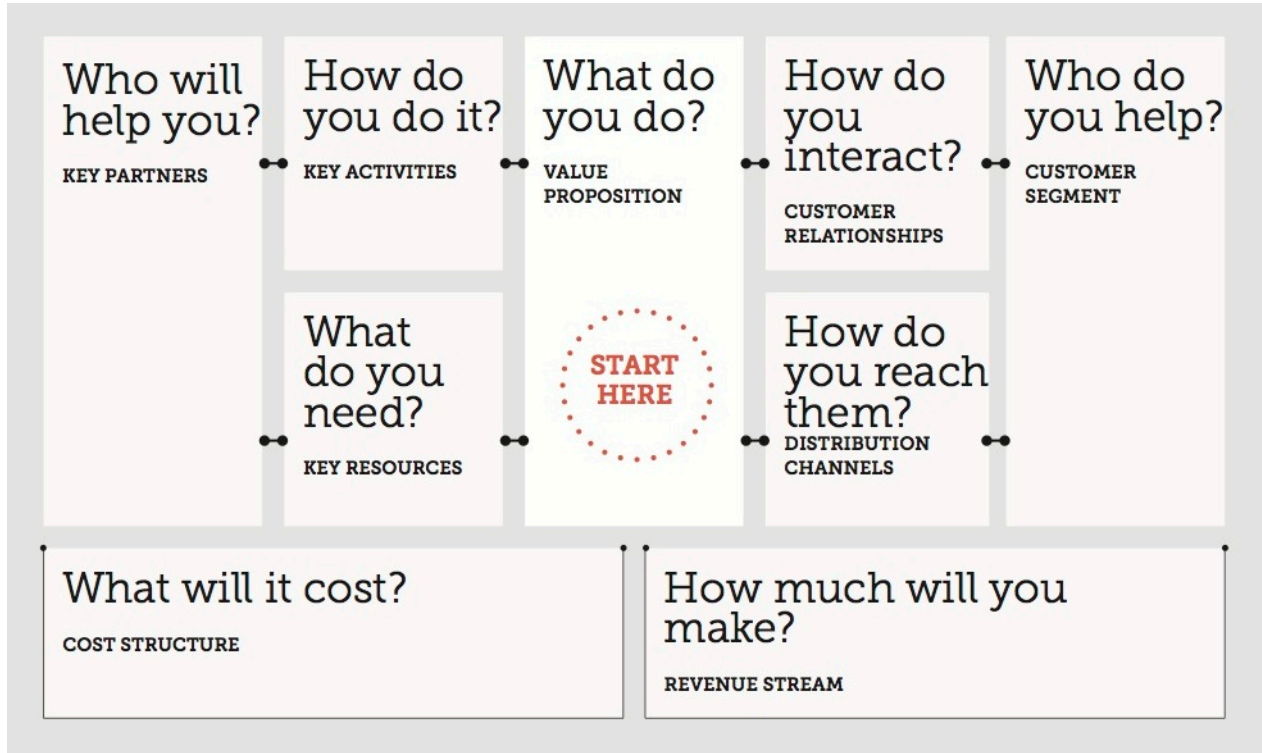 Who will
help you?
KEY PARTNERS
How do
you do it?
KEY ACTIVITIES
What
do you
need?
KEY RESOURCES
What do
you do?
VALUE
PROPOSITION
START
HERE
How do
you
interact?
CUSTOMER
RELATIONSHIPS
How do
you reach
them?
DISTRIBUTION
CHANNELS
Who do
you help?
CUSTOMER
SEGMENT
What will it cost?
COST STRUCTURE
How much will you
make?
REVENUE STREAM